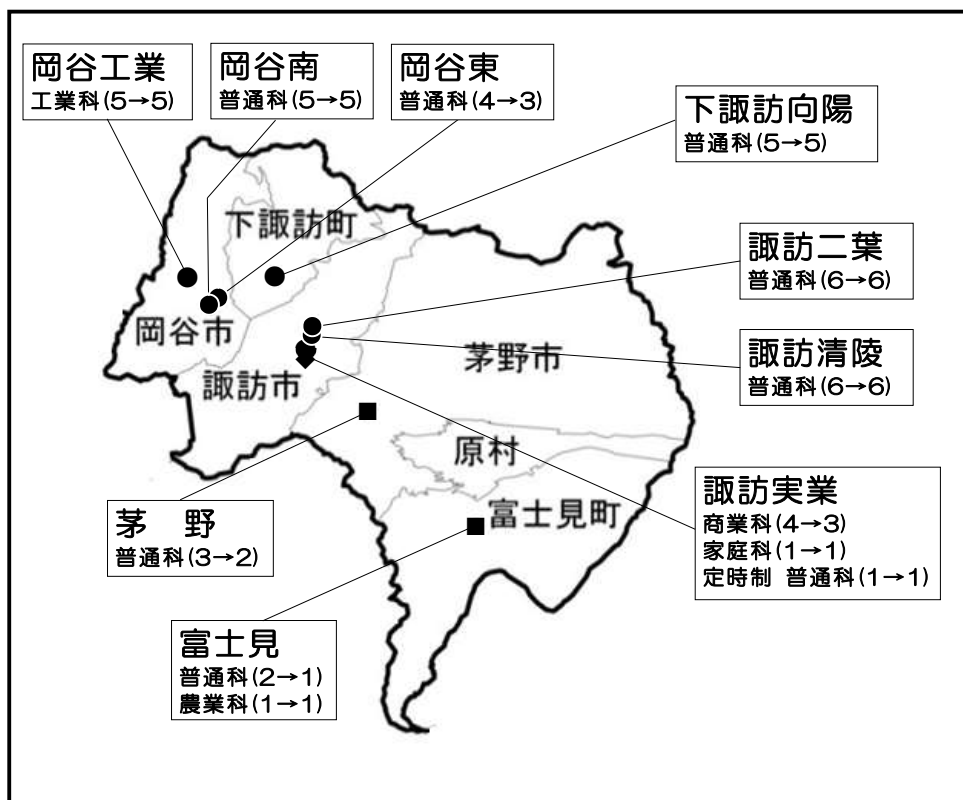 岡谷工業
工業科(5→5)
岡谷南
普通科(5→5)
岡谷東
普通科(4→3)
下諏訪向陽
普通科(5→5)
下諏訪町
諏訪二葉
普通科(6→6)
岡谷市
諏訪市
茅野市
諏訪清陵
普通科(6→6)
原村
富士見町
諏訪実業
商業科(4→3)
家庭科(1→1)
定時制 普通科(1→1)
茅 野
普通科(3→2)
富士見
普通科(2→1)
農業科(1→1)